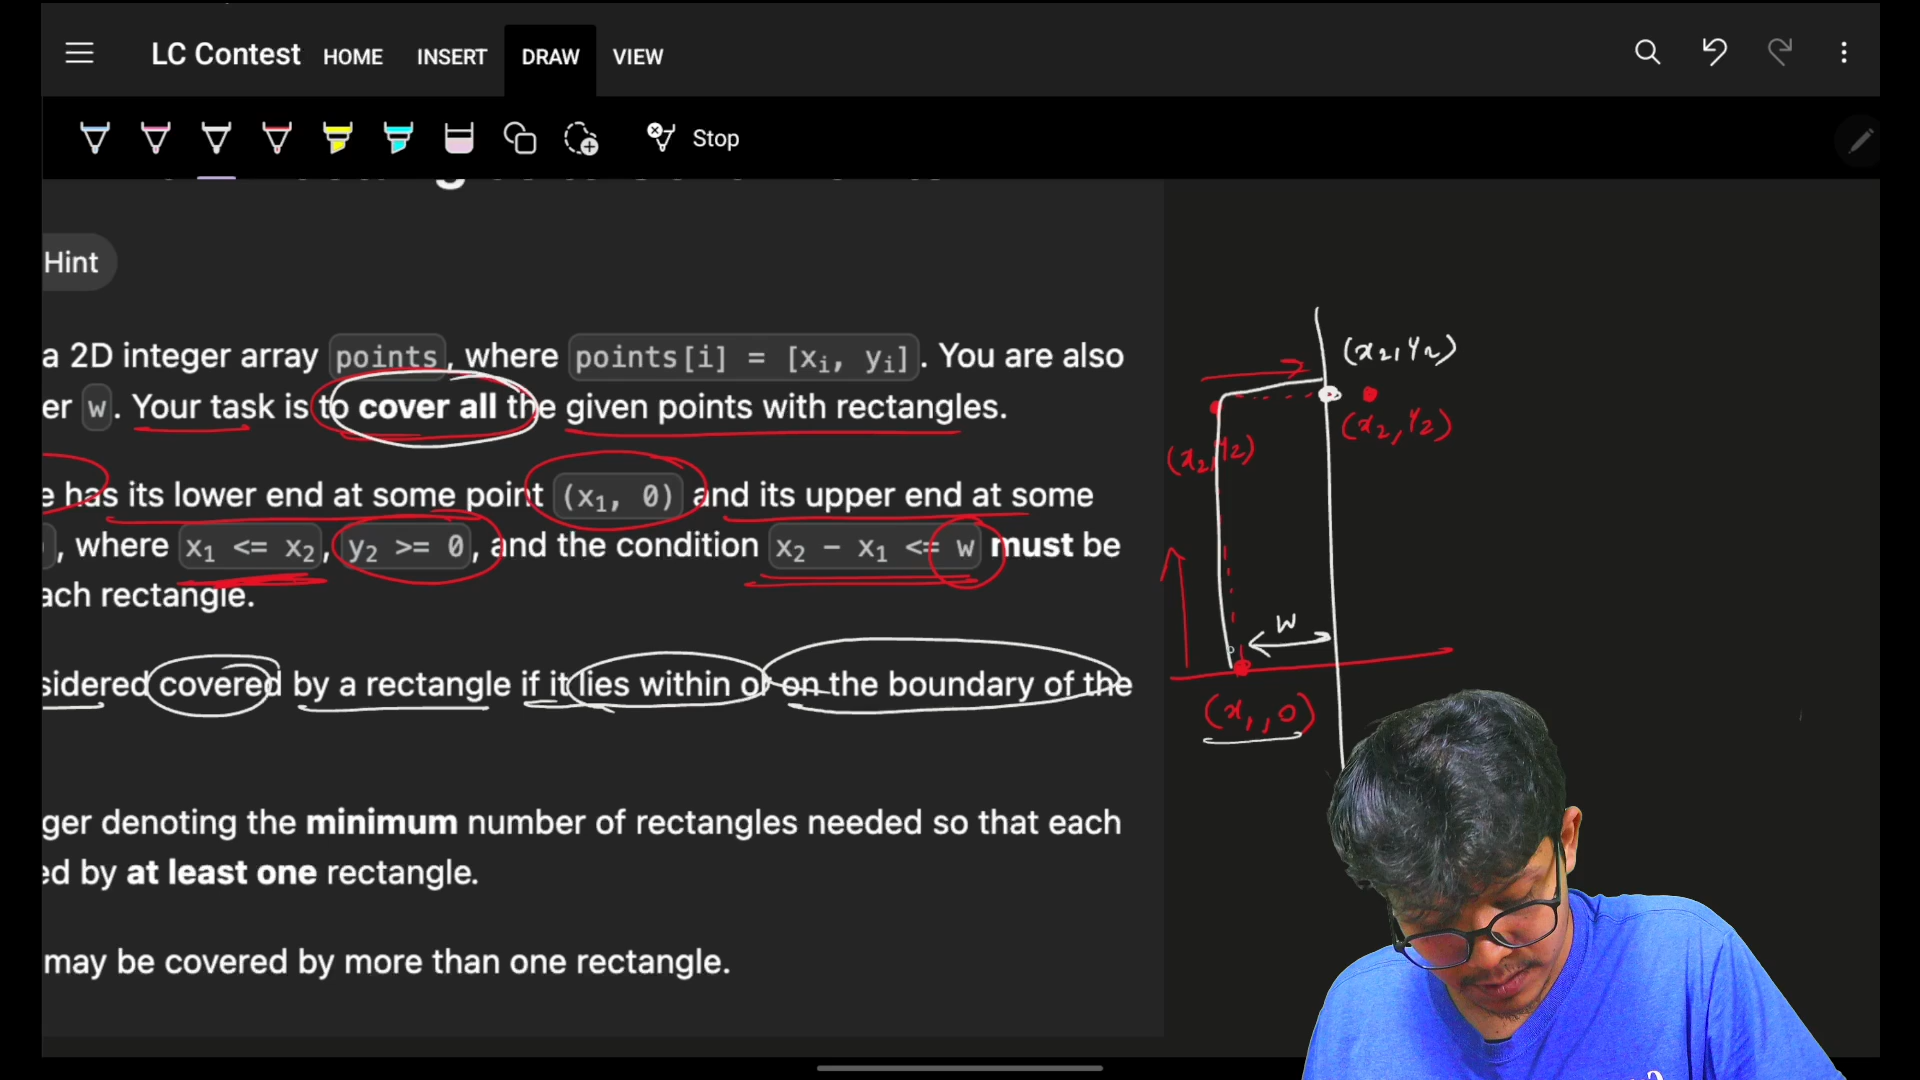 LC Contest HOME INSERT DRAW VIEW
Stop
Hint
a 2D integer array points, where points[i] = [xᵢ, yᵢ]. You are also
er w. Your task is to cover all the given points with rectangles.
e has its lower end at some point (x₁, 0) and its upper end at some
, where x₁ <= x₂, y₂ >= 0, and the condition x₂ - x₁ <= w must be
ach rectangle.
sidered covered by a rectangle if it lies within or on the boundary of the
ger denoting the minimum number of rectangles needed so that each
ed by at least one rectangle.
may be covered by more than one rectangle.
(x₂, y₂)
(x₂, y₂)
(x₂, y₂)
w
(x₁, 0)